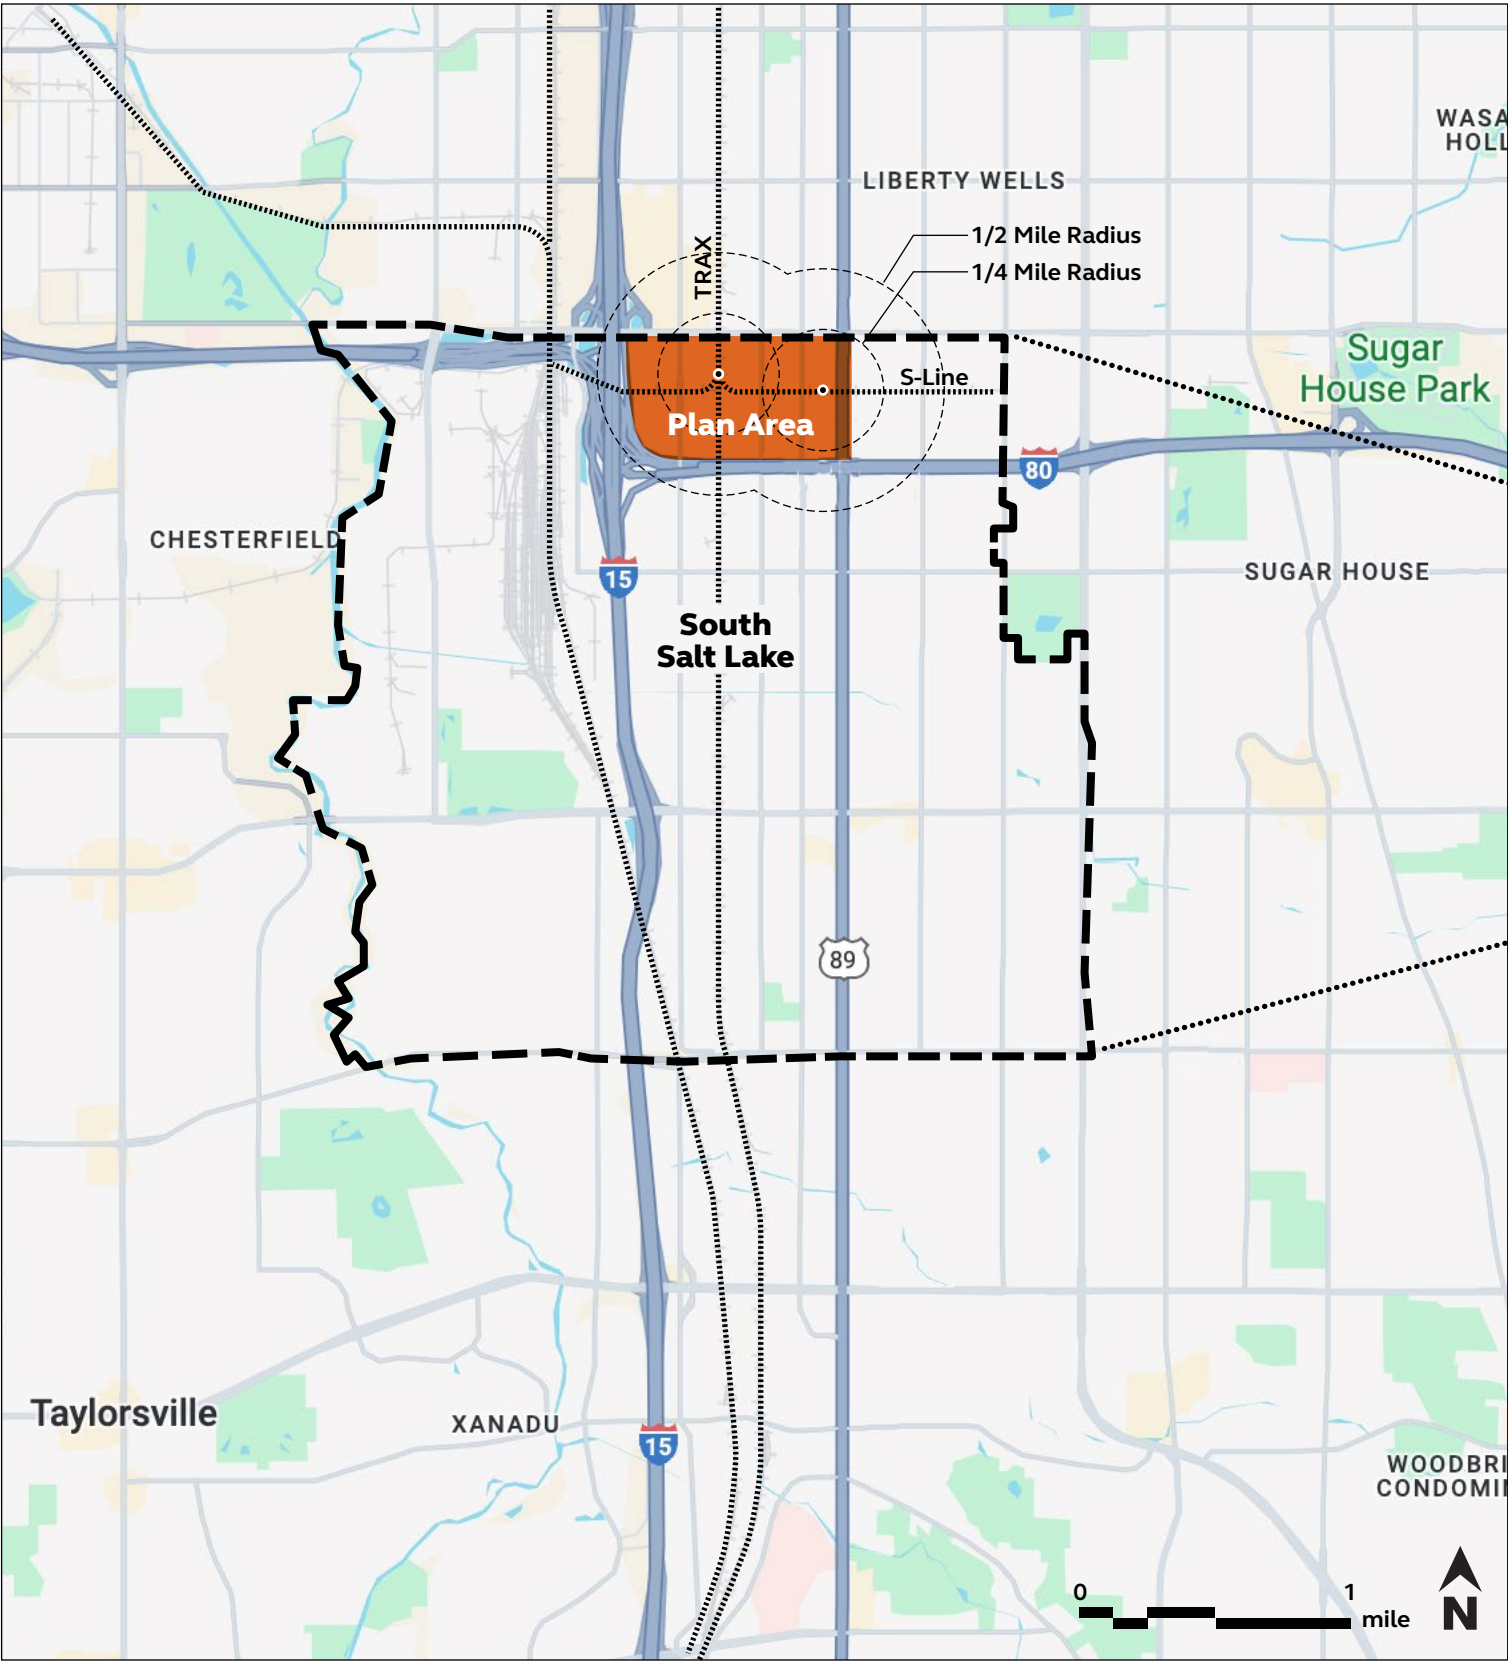 WASA
HOLL
LIBERTY WELLS
1/2 Mile Radius
TRAX
1/4 Mile Radius
Sugar
House Park
S-Line
Plan Area
80
CHESTERFIELD
15
SUGAR HOUSE
South
Salt Lake
89
Taylorsville
XANADU
15
WOODBRI
CONDOMI
0 1
mile
N